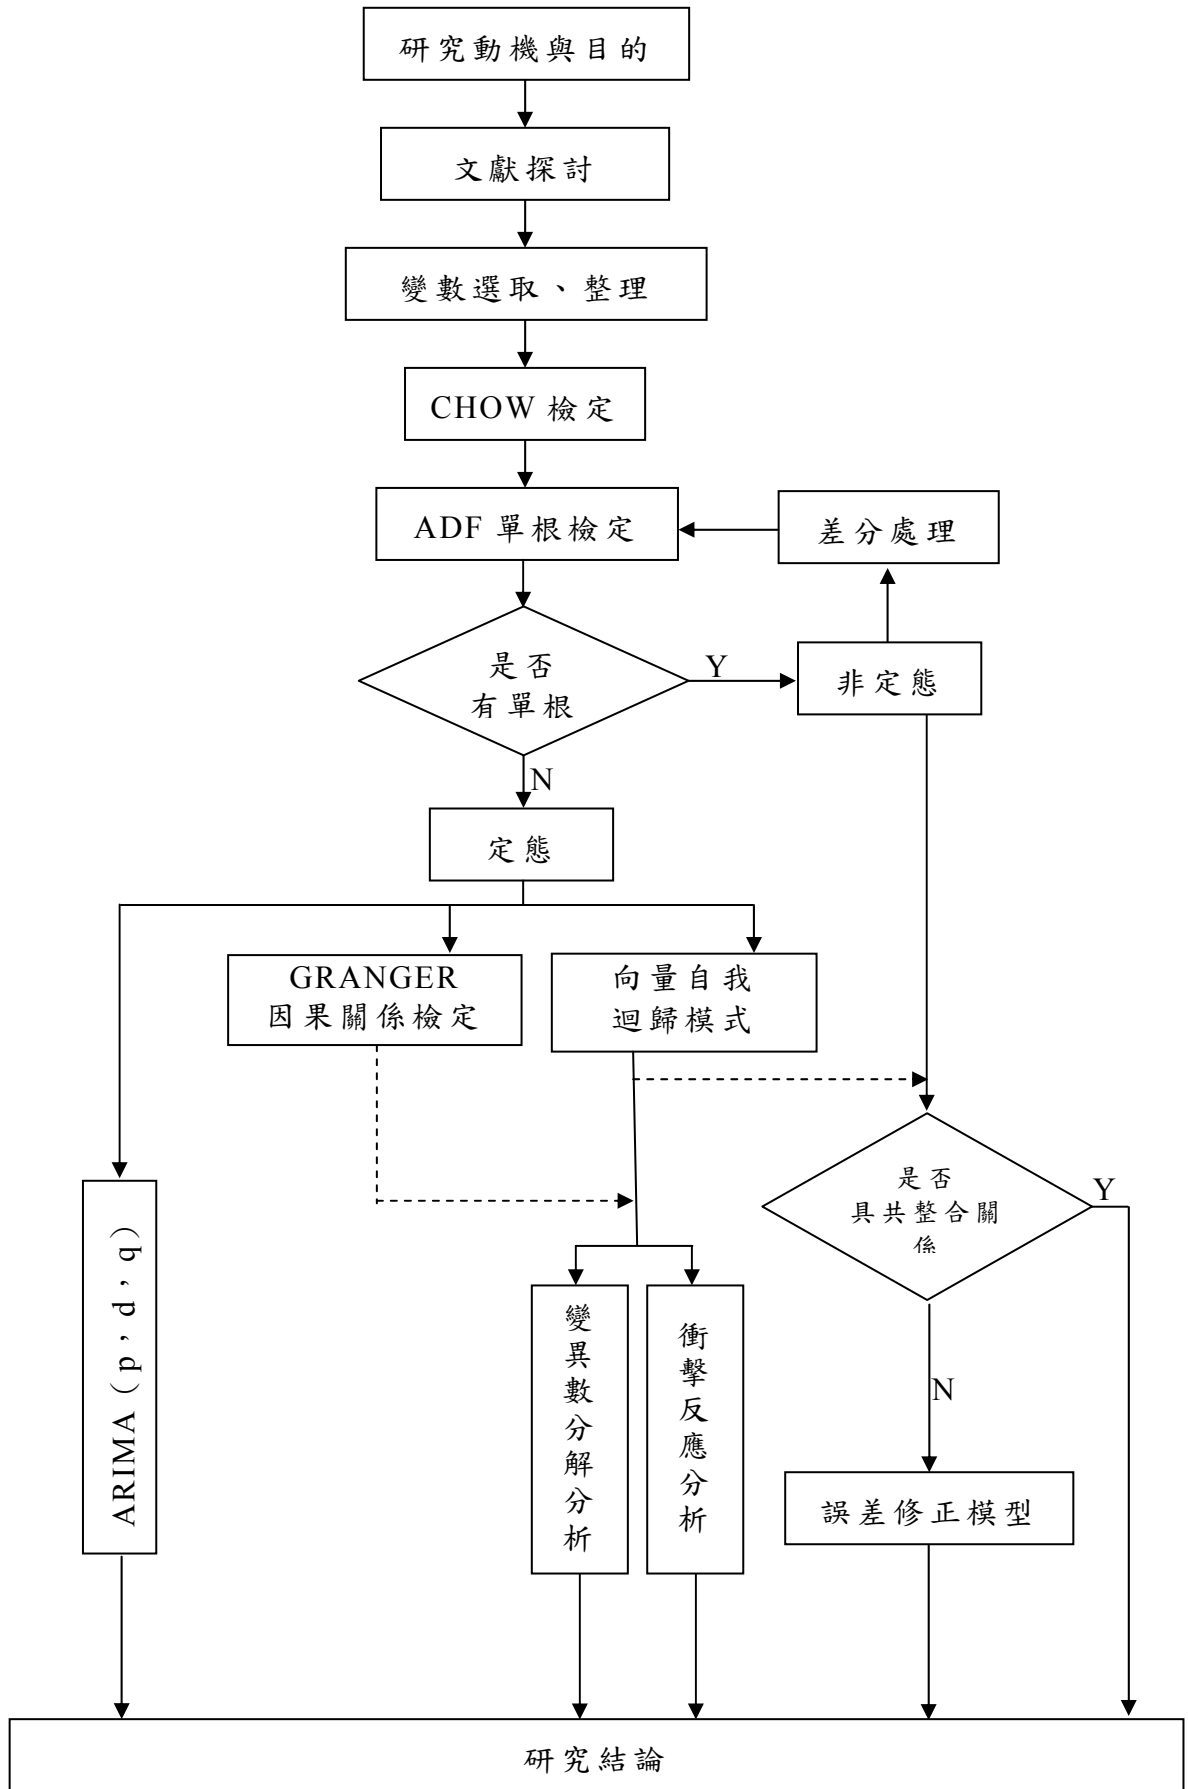 研究動機與目的
文獻探討
變數選取、整理
CHOW 檢定
ADF 單根檢定
差分處理
是否
有單根
Y
非定態
N
定態
GRANGER
因果關係檢定
向量自我
迴歸模式
是否
具共整合關
係
Y
ARIMA（p，d，q）
變異數分解分析
衝擊反應分析
N
誤差修正模型
研究結論